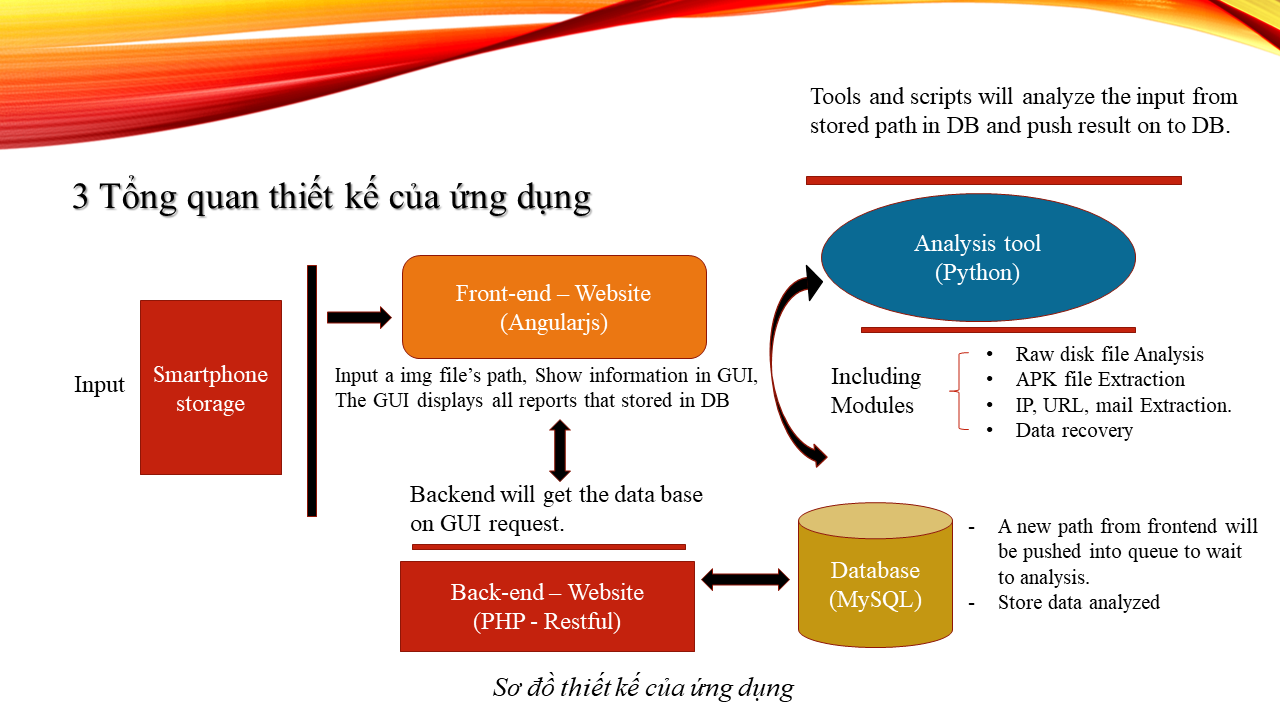 Tools and scripts will analyze the input from
stored path in DB and push result on to DB.
3 Tổng quan thiết kế của ứng dụng
Analysis tool
(Python)
Front-end – Website
(Angularjs)
Input
Smartphone
storage
Input a img file’s path, Show information in GUI,
The GUI displays all reports that stored in DB
Including
Modules
• Raw disk file Analysis
• APK file Extraction
• IP, URL, mail Extraction.
• Data recovery
Backend will get the data base
on GUI request.
Back-end – Website
(PHP - Restful)
Database
(MySQL)
- A new path from frontend will
be pushed into queue to wait
to analysis.
- Store data analyzed
Sơ đồ thiết kế của ứng dụng